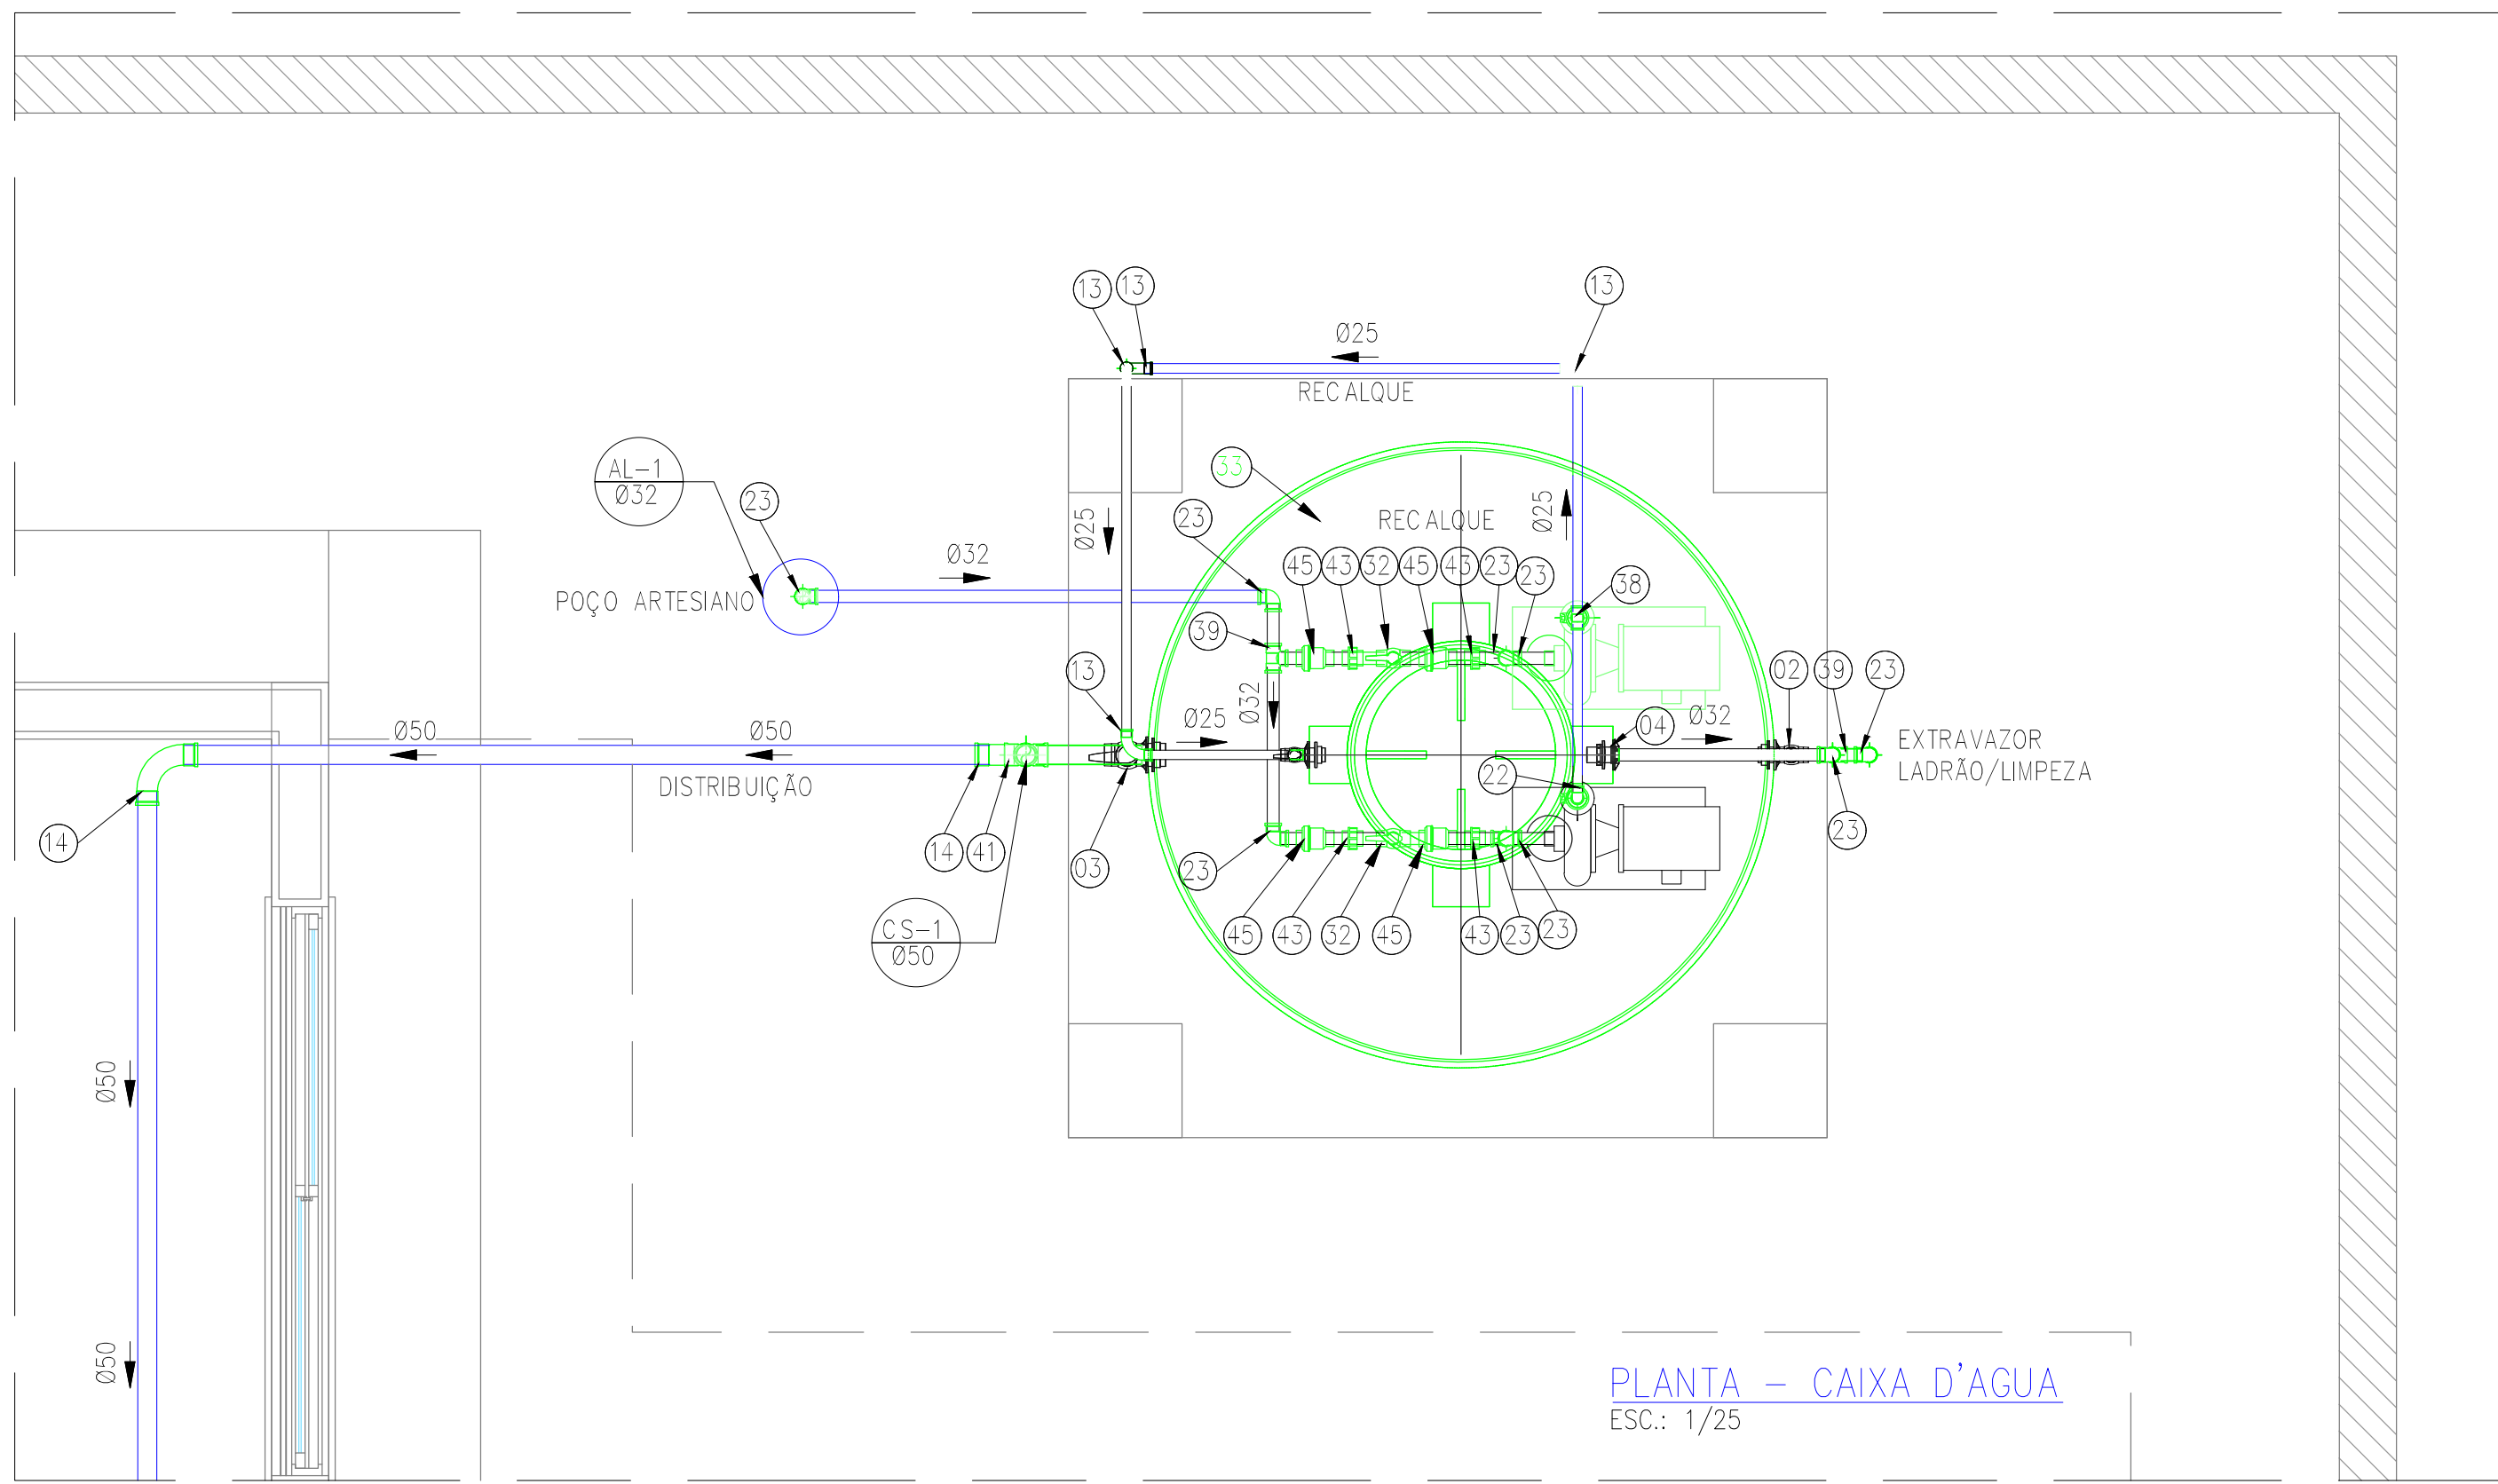 13
13
13
Ø25
RECALQUE
AL-1
Ø32
23
33
23
Ø25
RECALQUE
Ø25
Ø32
45
43
32
45
43
23
23
38
POÇO ARTESIANO
39
13
Ø32
02
39
23
Ø50
Ø50
Ø25
04
Ø32
EXTRAVAZOR
LADRÃO/LIMPEZA
DISTRIBUIÇÃO
22
14
14
41
03
23
23
CS-1
Ø50
45
43
32
45
43
23
23
Ø50
Ø50
PLANTA - CAIXA D'AGUA
ESC.: 1/25